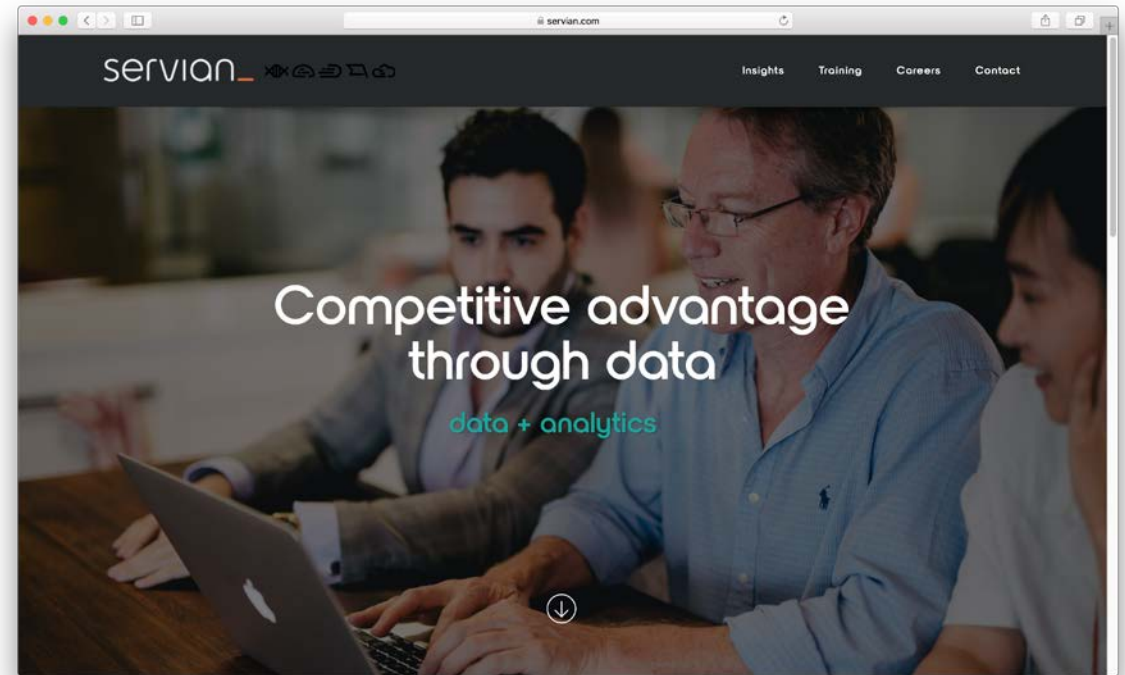 servian.com
servian_
Insights Training Careers Contact
Competitive advantage
through data
data + analytics